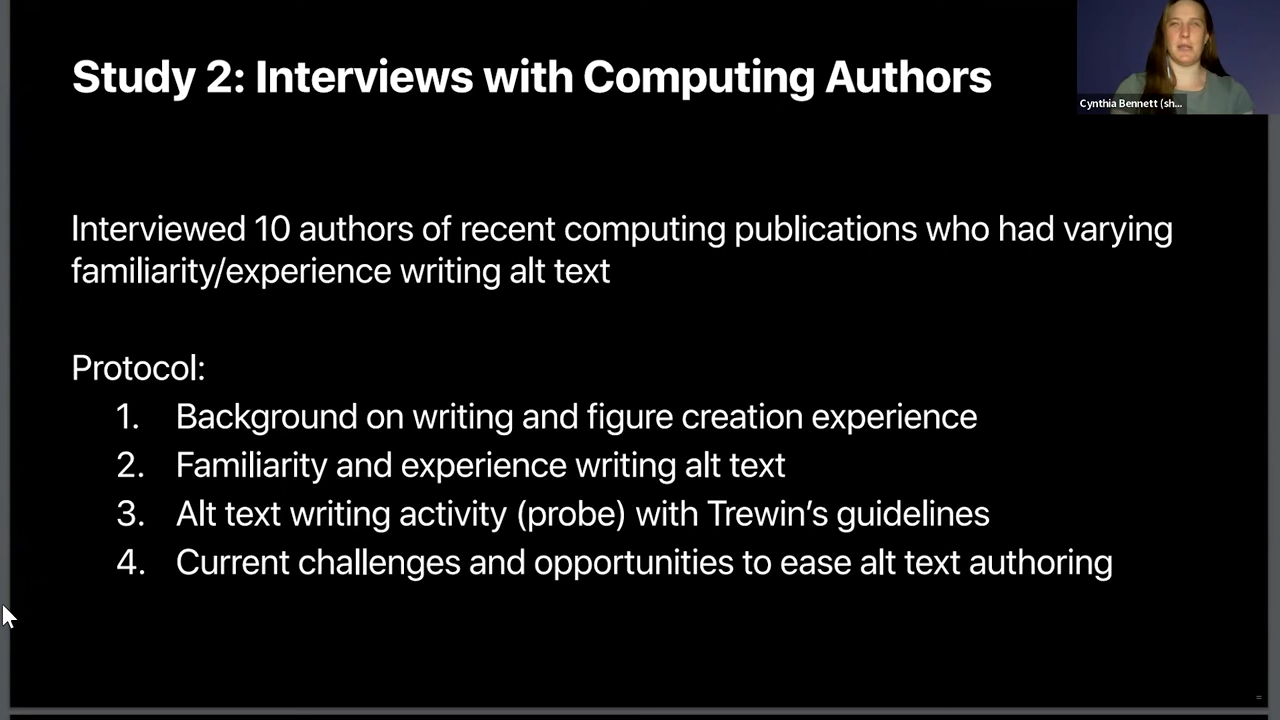 Study 2: Interviews with Computing Authors
Cynthia Bennett (sh...
Interviewed 10 authors of recent computing publications who had varying
familiarity/experience writing alt text
Protocol:
1. Background on writing and figure creation experience
2. Familiarity and experience writing alt text
3. Alt text writing activity (probe) with Trewin’s guidelines
4. Current challenges and opportunities to ease alt text authoring